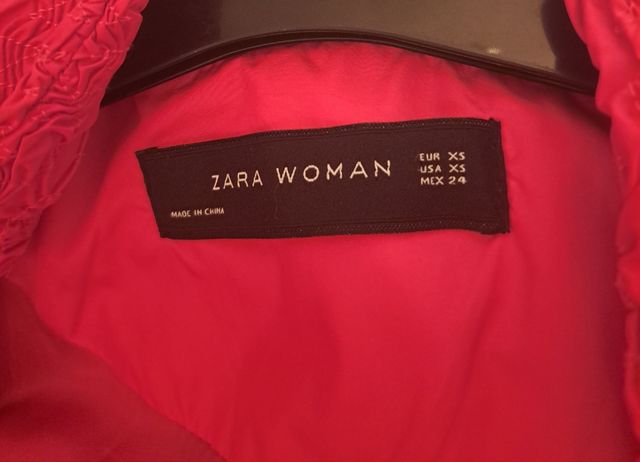 ZARA WOMAN
EUR XS
USA XS
MEX 24
MADE IN CHINA